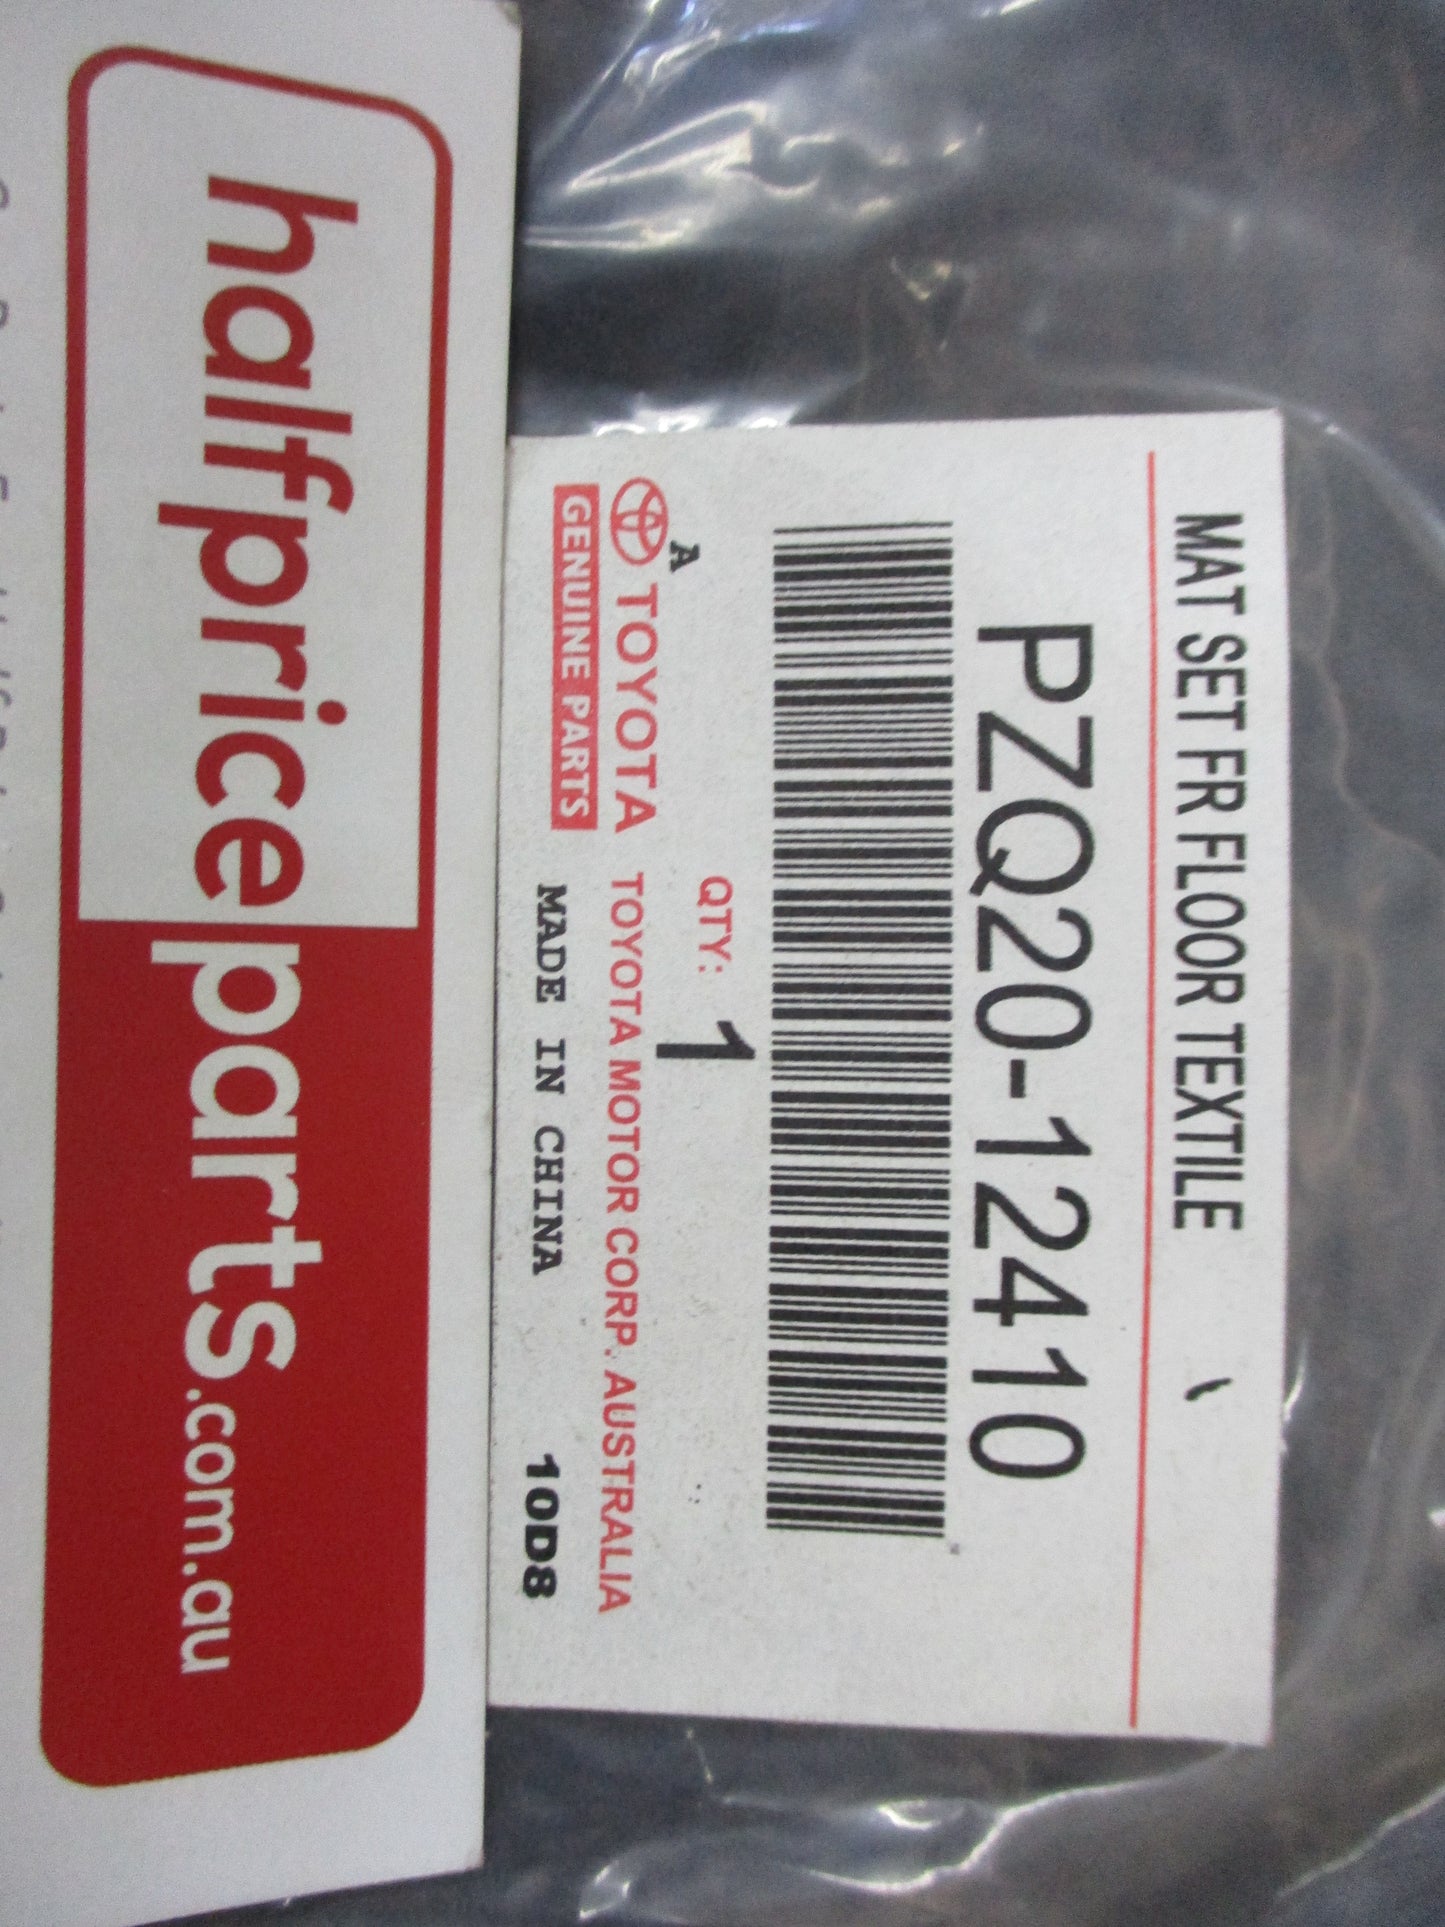 MAT SET FR FLOOR TEXTILE
PZQ20-12410
QTY: 1
A
TOYOTA
GENUINE PARTS
TOYOTA MOTOR CORP. AUSTRALIA
MADE IN CHINA
10D8
halfpriceparts.com.au